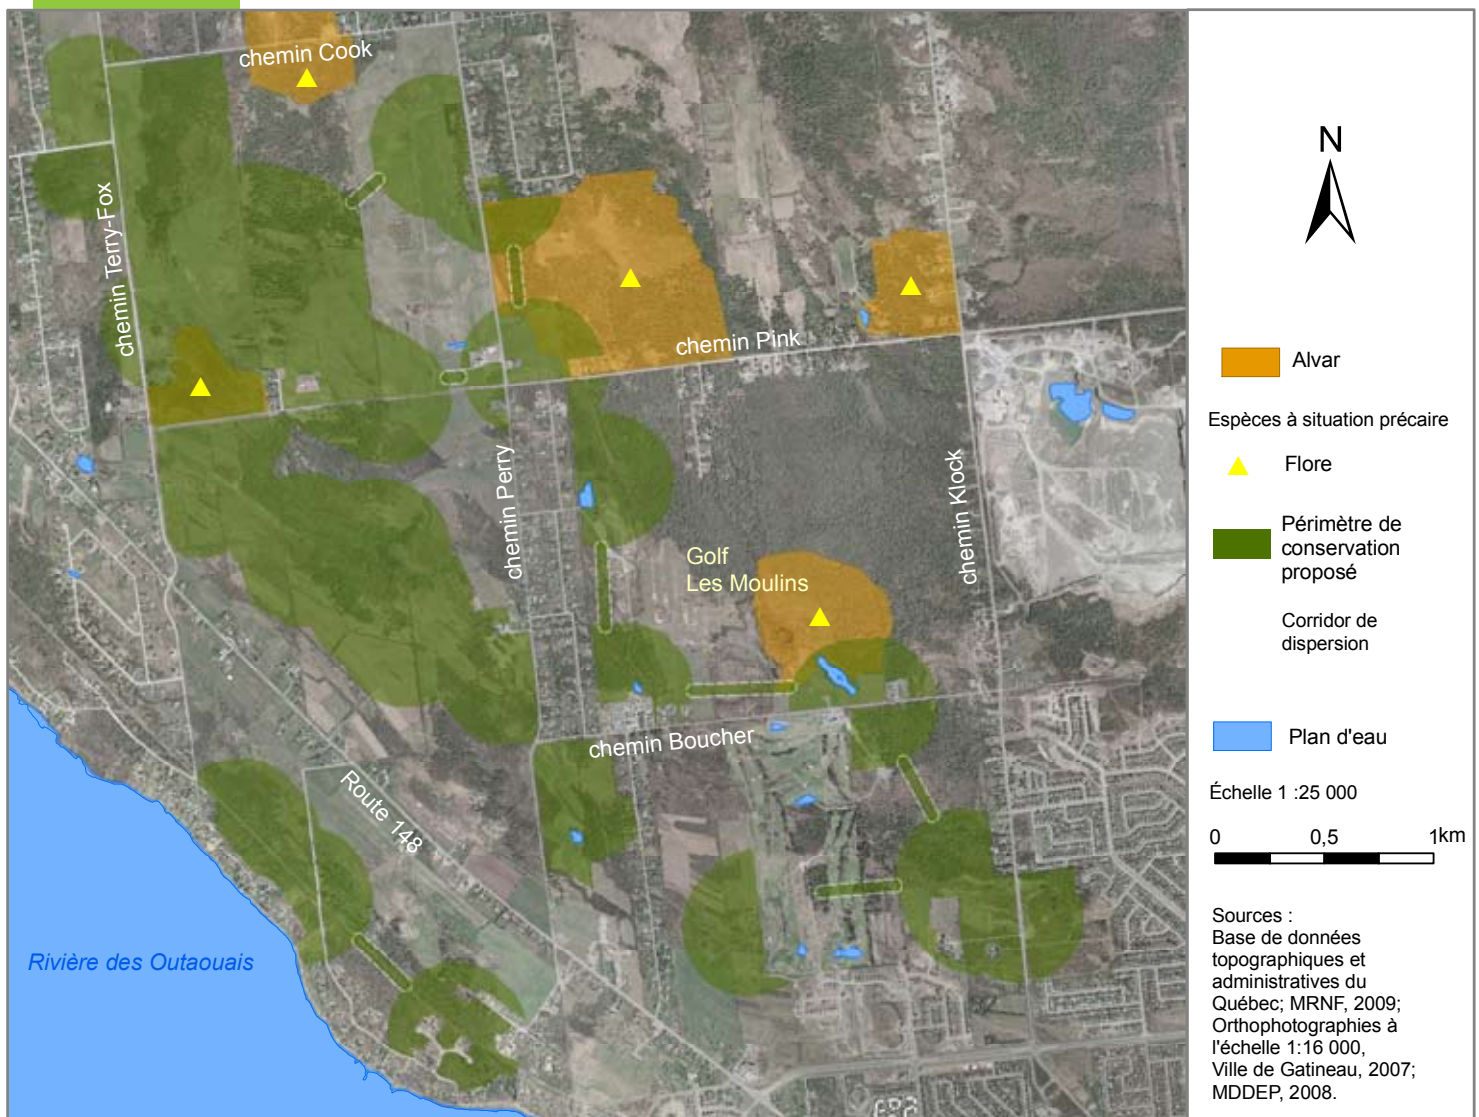 chemin Cook
chemin Terry-Fox
chemin Pink
chemin Perry
chemin Klock
Golf
Les Moulins
chemin Boucher
Route 148
Rivière des Outaouais
N
Alvar
Espèces à situation précaire
Flore
Périmètre de
conservation
proposé
Corridor de
dispersion
Plan d'eau
Échelle 1 :25 000
0 0,5 1km
Sources :
Base de données
topographiques et
administratives du
Québec; MRNF, 2009;
Orthophotographies à
l'échelle 1:16 000,
Ville de Gatineau, 2007;
MDDEP, 2008.